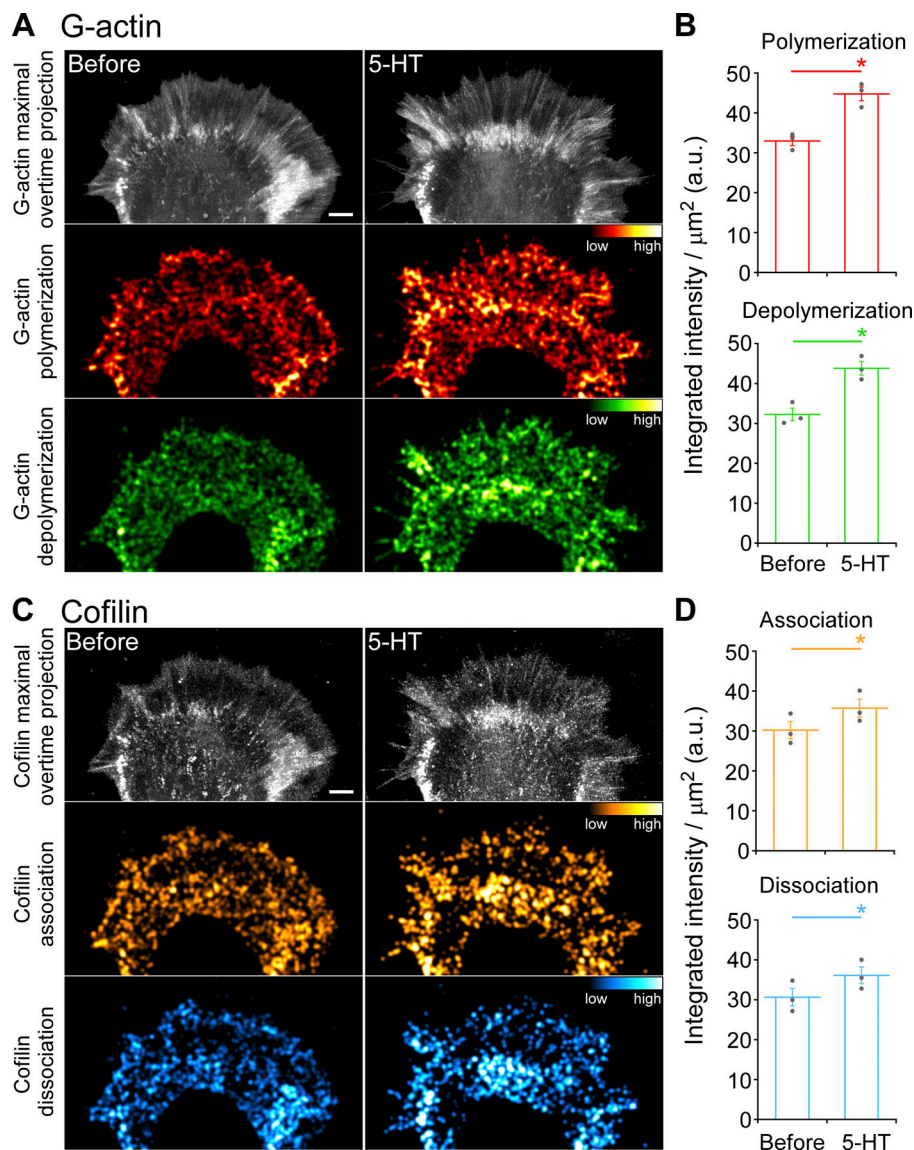 A G-actin
Before
5-HT
G-actin maximal
overtime projection
G-actin
polymerization
low high
G-actin
depolymerization
low high
B
Polymerization
*
50
40
30
20
10
0
Depolymerization
*
50
40
30
20
10
0
Before 5-HT
Integrated intensity / μm² (a.u.)
C Cofilin
Before
5-HT
Cofilin maximal
overtime projection
Cofilin
association
low high
Cofilin
dissociation
low high
D
Association
*
50
40
30
20
10
0
Dissociation
*
50
40
30
20
10
0
Before 5-HT
Integrated intensity / μm² (a.u.)